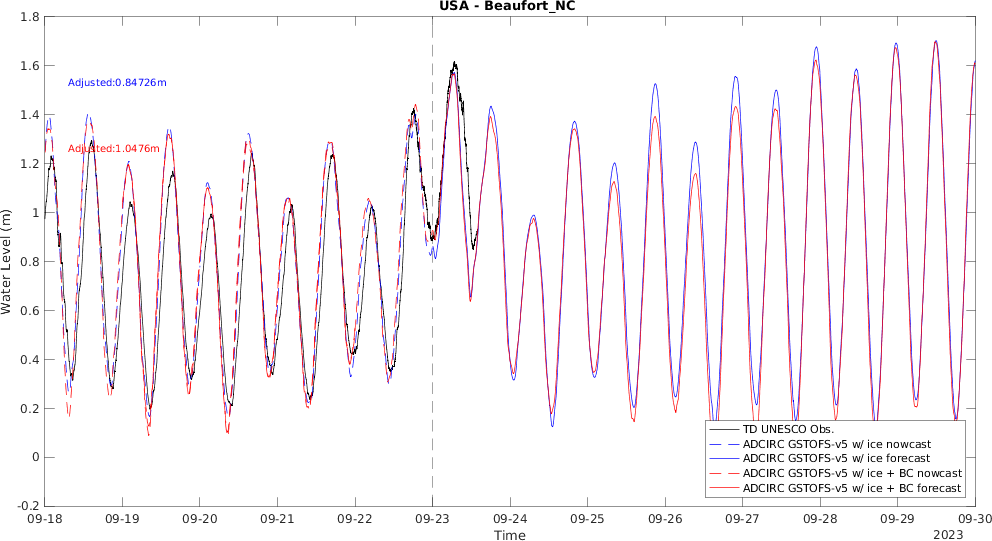 USA - Beaufort_NC
1.8
1.6
1.4
1.2
1
0.8
0.6
0.4
0.2
0
-0.2
Water Level (m)
Adjusted:0.84726m
Adjusted:1.0476m
TD UNESCO Obs.
ADCIRC GSTOFS-v5 w/ ice nowcast
ADCIRC GSTOFS-v5 w/ ice forecast
ADCIRC GSTOFS-v5 w/ ice + BC nowcast
ADCIRC GSTOFS-v5 w/ ice + BC forecast
09-18 09-19 09-20 09-21 09-22 09-23 09-24 09-25 09-26 09-27 09-28 09-29 09-30
Time
2023